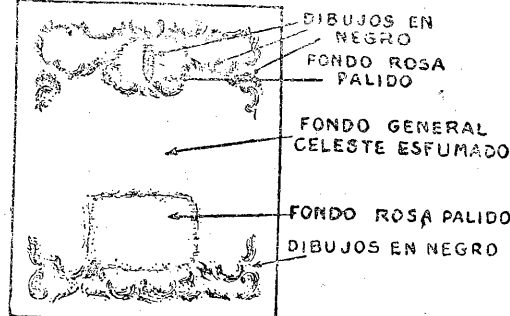 DIBUJOS EN
NEGRO
FONDO ROSA
PALIDO
FONDO GENERAL
CELESTE ESFUMADO
FONDO ROSA PALIDO
DIBUJOS EN NEGRO